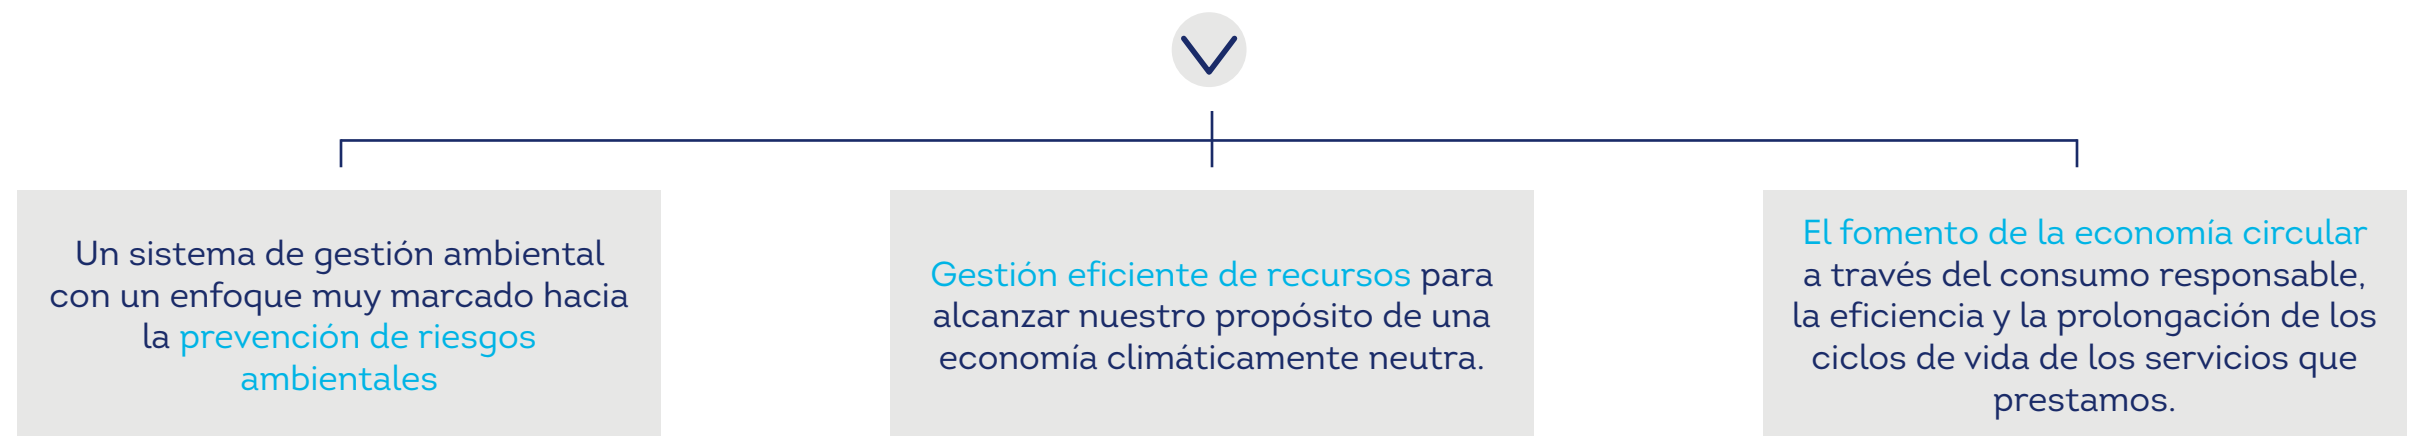 Un sistema de gestión ambiental
con un enfoque muy marcado hacia
la prevención de riesgos
ambientales
Gestión eficiente de recursos para
alcanzar nuestro propósito de una
economía climáticamente neutra.
El fomento de la economía circular
a través del consumo responsable,
la eficiencia y la prolongación de los
ciclos de vida de los servicios que
prestamos.